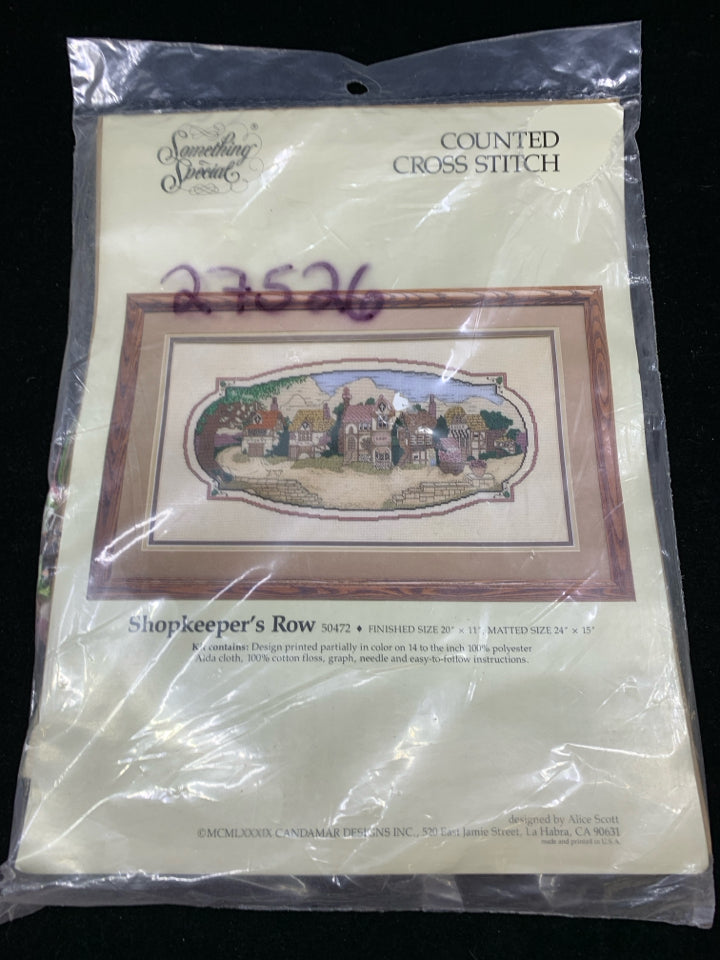 Something Special ®
COUNTED
CROSS STITCH
27526
Shopkeeper's Row 50472 ♦ FINISHED SIZE 20" × 11", MATTED SIZE 24" × 15"
Kit contains: Design printed partially in color on 14 to the inch 100% polyester
Aida cloth, 100% cotton floss, graph, needle and easy-to-follow instructions.
designed by Alice Scott
©MCMLXXXIX CANDAMAR DESIGNS INC., 520 East Jamie Street, La Habra, CA 90631
made and printed in U.S.A.